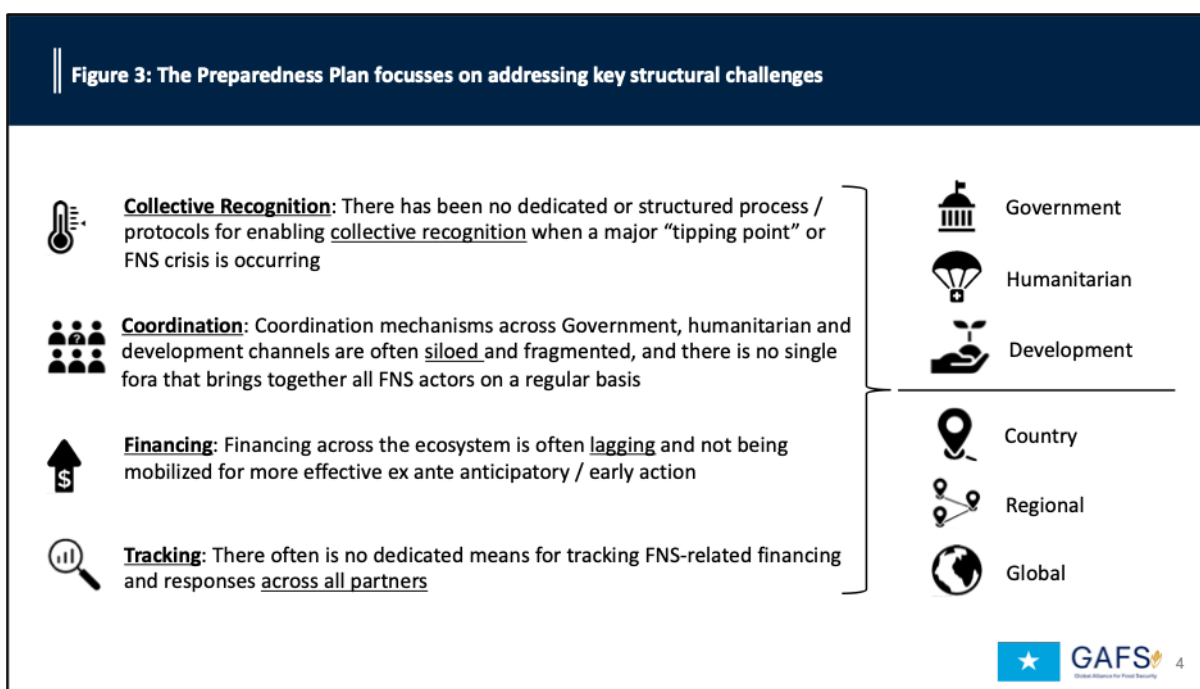 Figure 3: The Preparedness Plan focusses on addressing key structural challenges
Collective Recognition: There has been no dedicated or structured process /
protocols for enabling collective recognition when a major “tipping point” or
FNS crisis is occurring
Coordination: Coordination mechanisms across Government, humanitarian and
development channels are often siloed and fragmented, and there is no single
fora that brings together all FNS actors on a regular basis
Financing: Financing across the ecosystem is often lagging and not being
mobilized for more effective ex ante anticipatory / early action
Tracking: There often is no dedicated means for tracking FNS-related financing
and responses across all partners
?
$
Government
Humanitarian
Development
Country
Regional
Global
GAFS
Global Alliance for Food Security
4